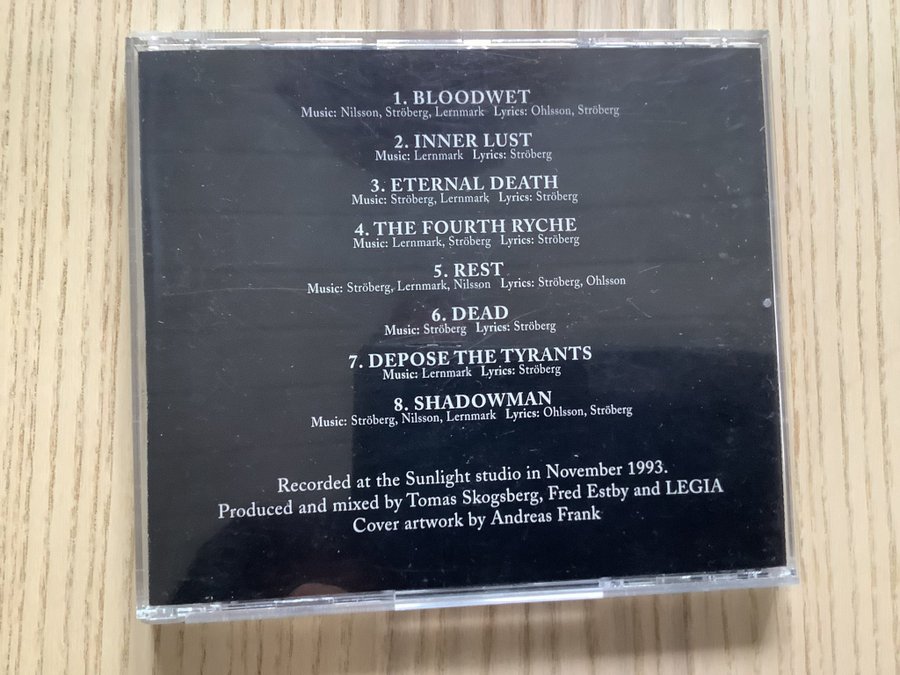 1. BLOODWET
Music: Nilsson, Ströberg, Lernmark Lyrics: Ohlsson, Ströberg
2. INNER LUST
Music: Lernmark Lyrics: Ströberg
3. ETERNAL DEATH
Music: Ströberg, Lernmark Lyrics: Ströberg
4. THE FOURTH RYCHE
Music: Lernmark, Ströberg Lyrics: Ströberg
5. REST
Music: Ströberg, Lernmark, Nilsson Lyrics: Ströberg, Ohlsson
6. DEAD
Music: Ströberg Lyrics: Ströberg
7. DEPOSE THE TYRANTS
Music: Lernmark Lyrics: Ströberg
8. SHADOWMAN
Music: Ströberg, Nilsson, Lernmark Lyrics: Ohlsson, Ströberg
Recorded at the Sunlight studio in November 1993.
Produced and mixed by Tomas Skogsberg, Fred Estby and LEGIA
Cover artwork by Andreas Frank